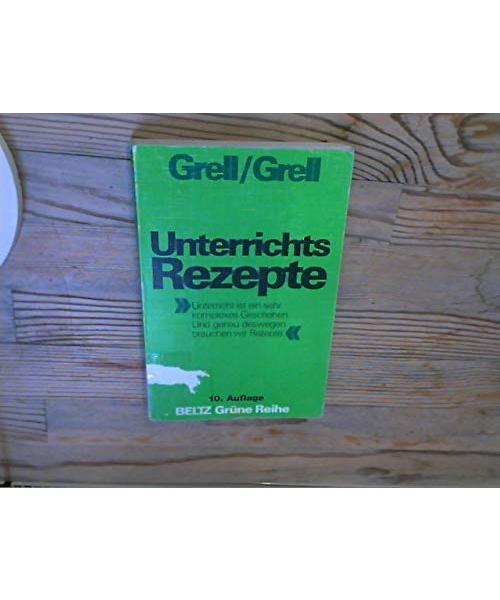 Grell/Grell
Unterrichts
Rezepte
»Unterricht ist ein sehr
komplexes Geschehen.
Und genau deswegen
brauchen wir Rezepte.«
10. Auflage
BELTZ Grüne Reihe